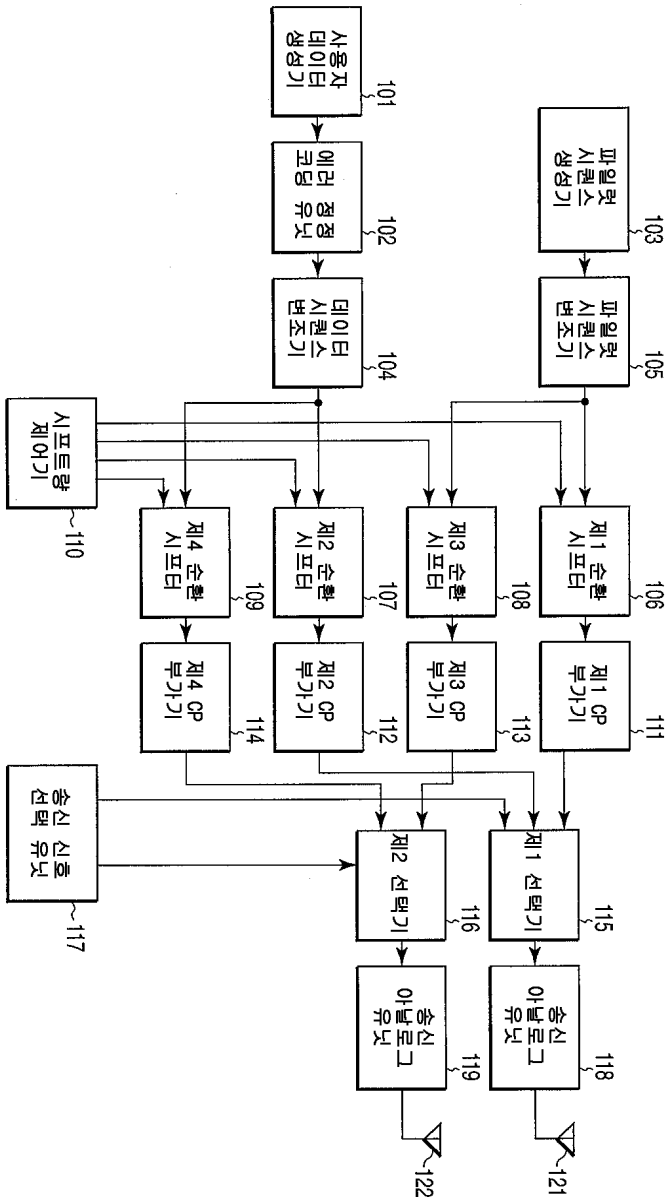 파일럿
시퀀스
생성기
103
파일럿
시퀀스
변조기
105
제1 순환
시프터
106
제1 CP
부가기
111
제1 선택기
115
송신
아날로그
유닛
118
121
제3 순환
시프터
108
제3 CP
부가기
113
사용자
데이터
생성기
101
에러 정정
코딩 유닛
102
데이터
시퀀스
변조기
104
제2 순환
시프터
107
제2 CP
부가기
112
제2 선택기
116
송신
아날로그
유닛
119
122
제4 순환
시프터
109
제4 CP
부가기
114
시프트량
제어기
110
송신 신호
선택 유닛
117